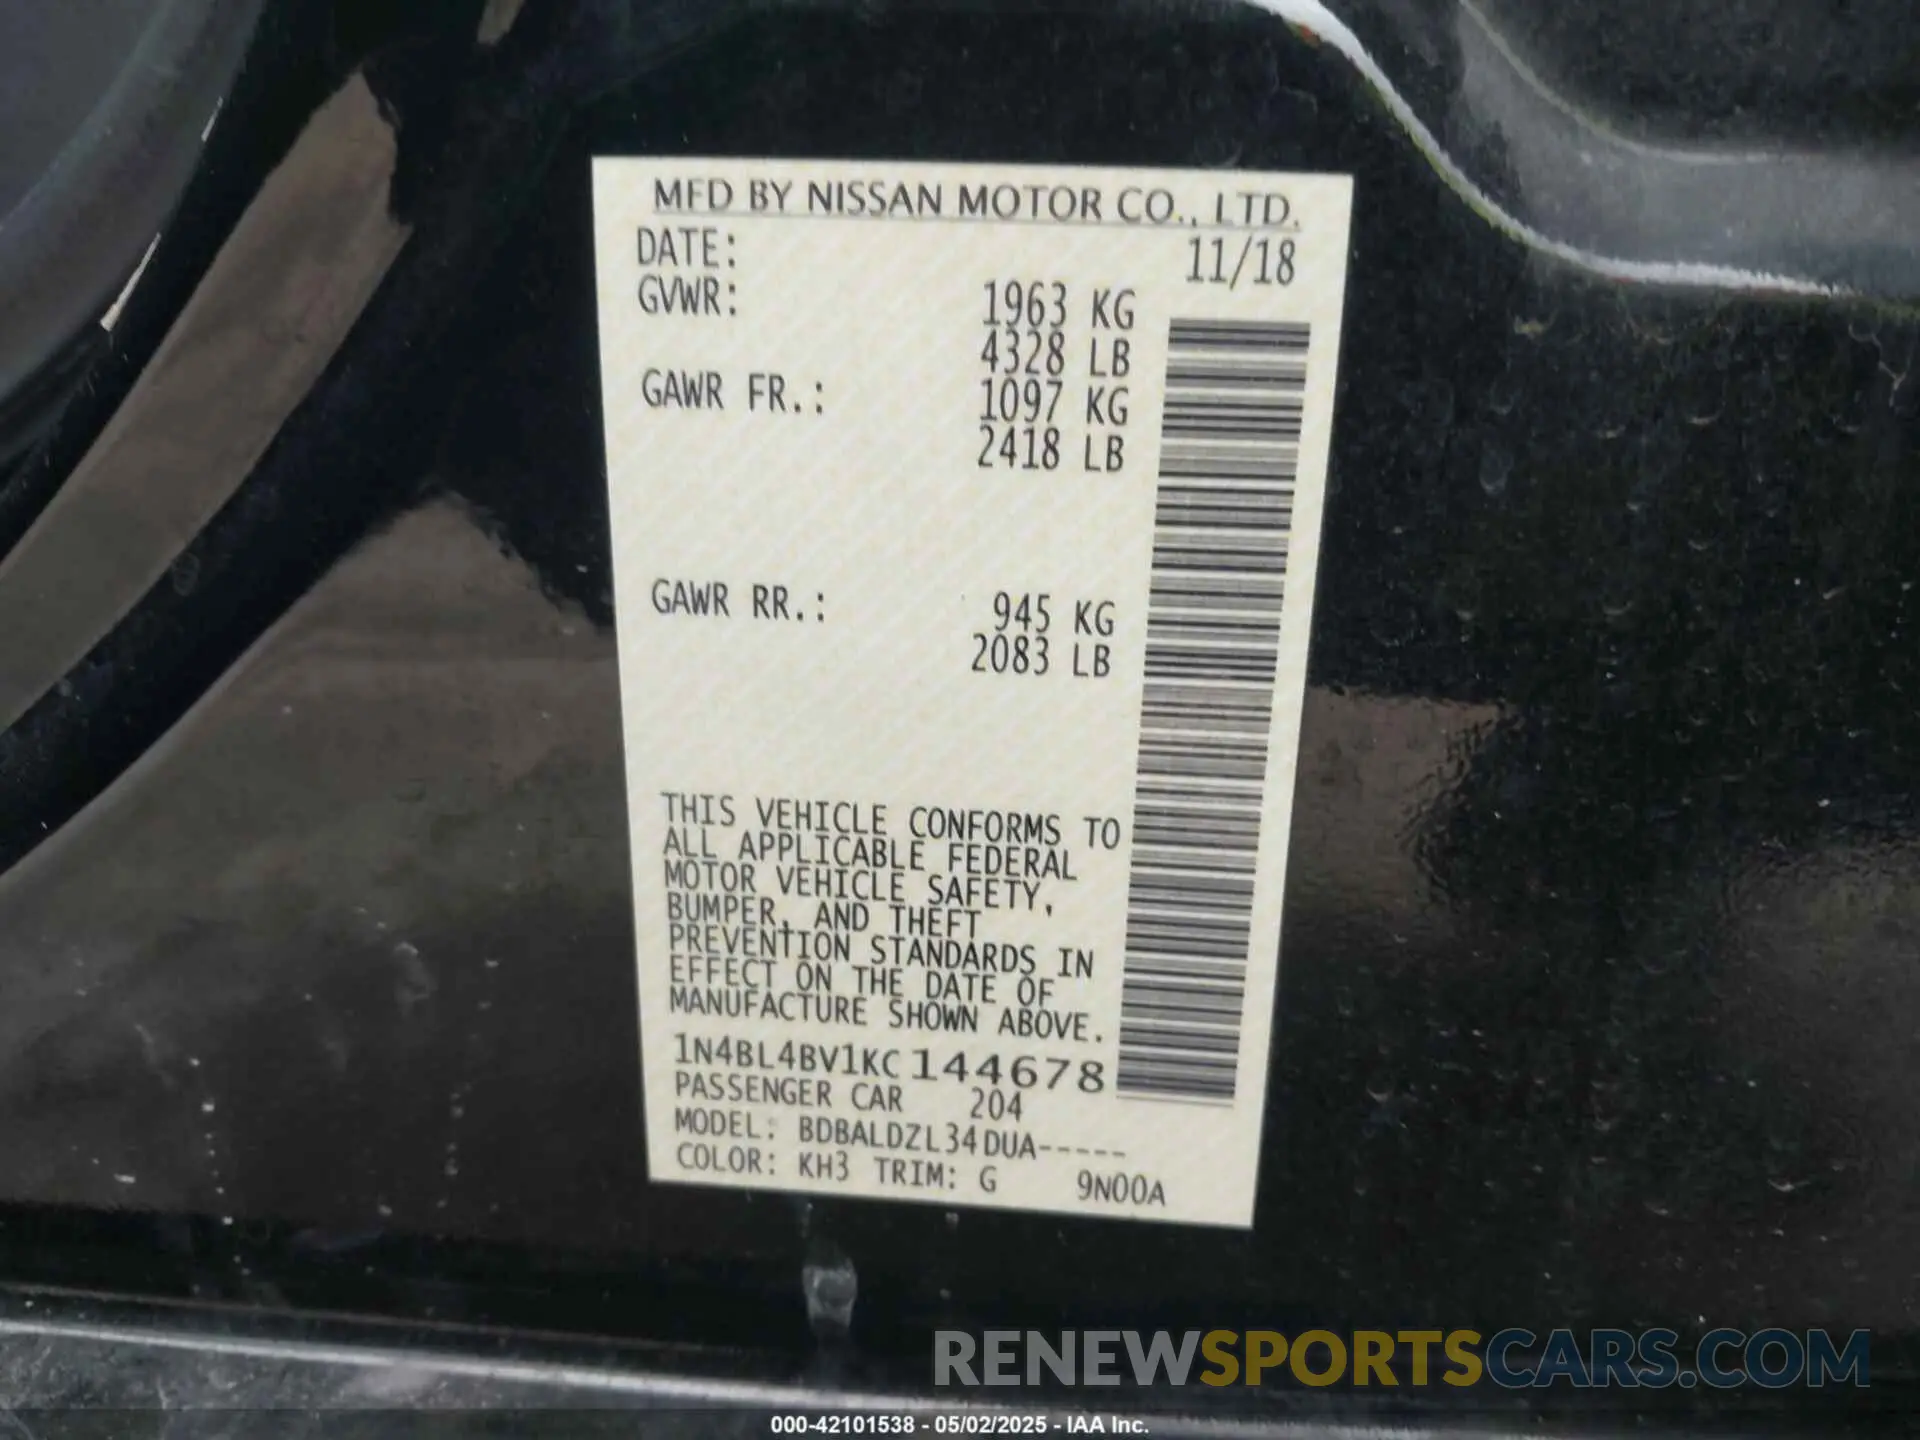 MFD BY NISSAN MOTOR CO., LTD.
DATE: 11/18
GVWR: 1963 KG
4328 LB
GAWR FR.: 1097 KG
2418 LB
GAWR RR.: 945 KG
2083 LB
THIS VEHICLE CONFORMS TO
ALL APPLICABLE FEDERAL
MOTOR VEHICLE SAFETY,
BUMPER, AND THEFT
PREVENTION STANDARDS IN
EFFECT ON THE DATE OF
MANUFACTURE SHOWN ABOVE.
1N4BL4BV1KC144678
PASSENGER CAR 204
MODEL: BDBALDZL34DUA-----
COLOR: KH3 TRIM: G 9N00A
RENEWSPORTSCARS.COM
000-42101538 - 05/02/2025 - IAA Inc.